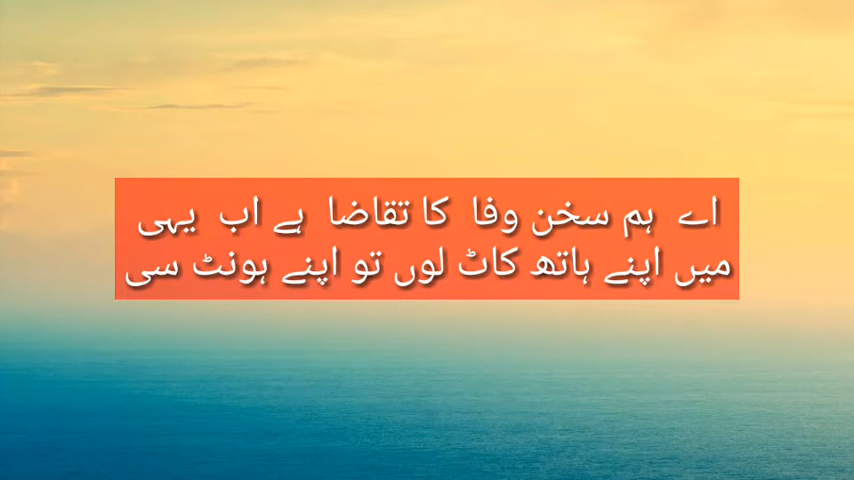 اے ہم سخن وفا کا تقاضا ہے اب یہی
میں اپنے ہاتھ کاٹ لوں تو اپنے ہونٹ سی